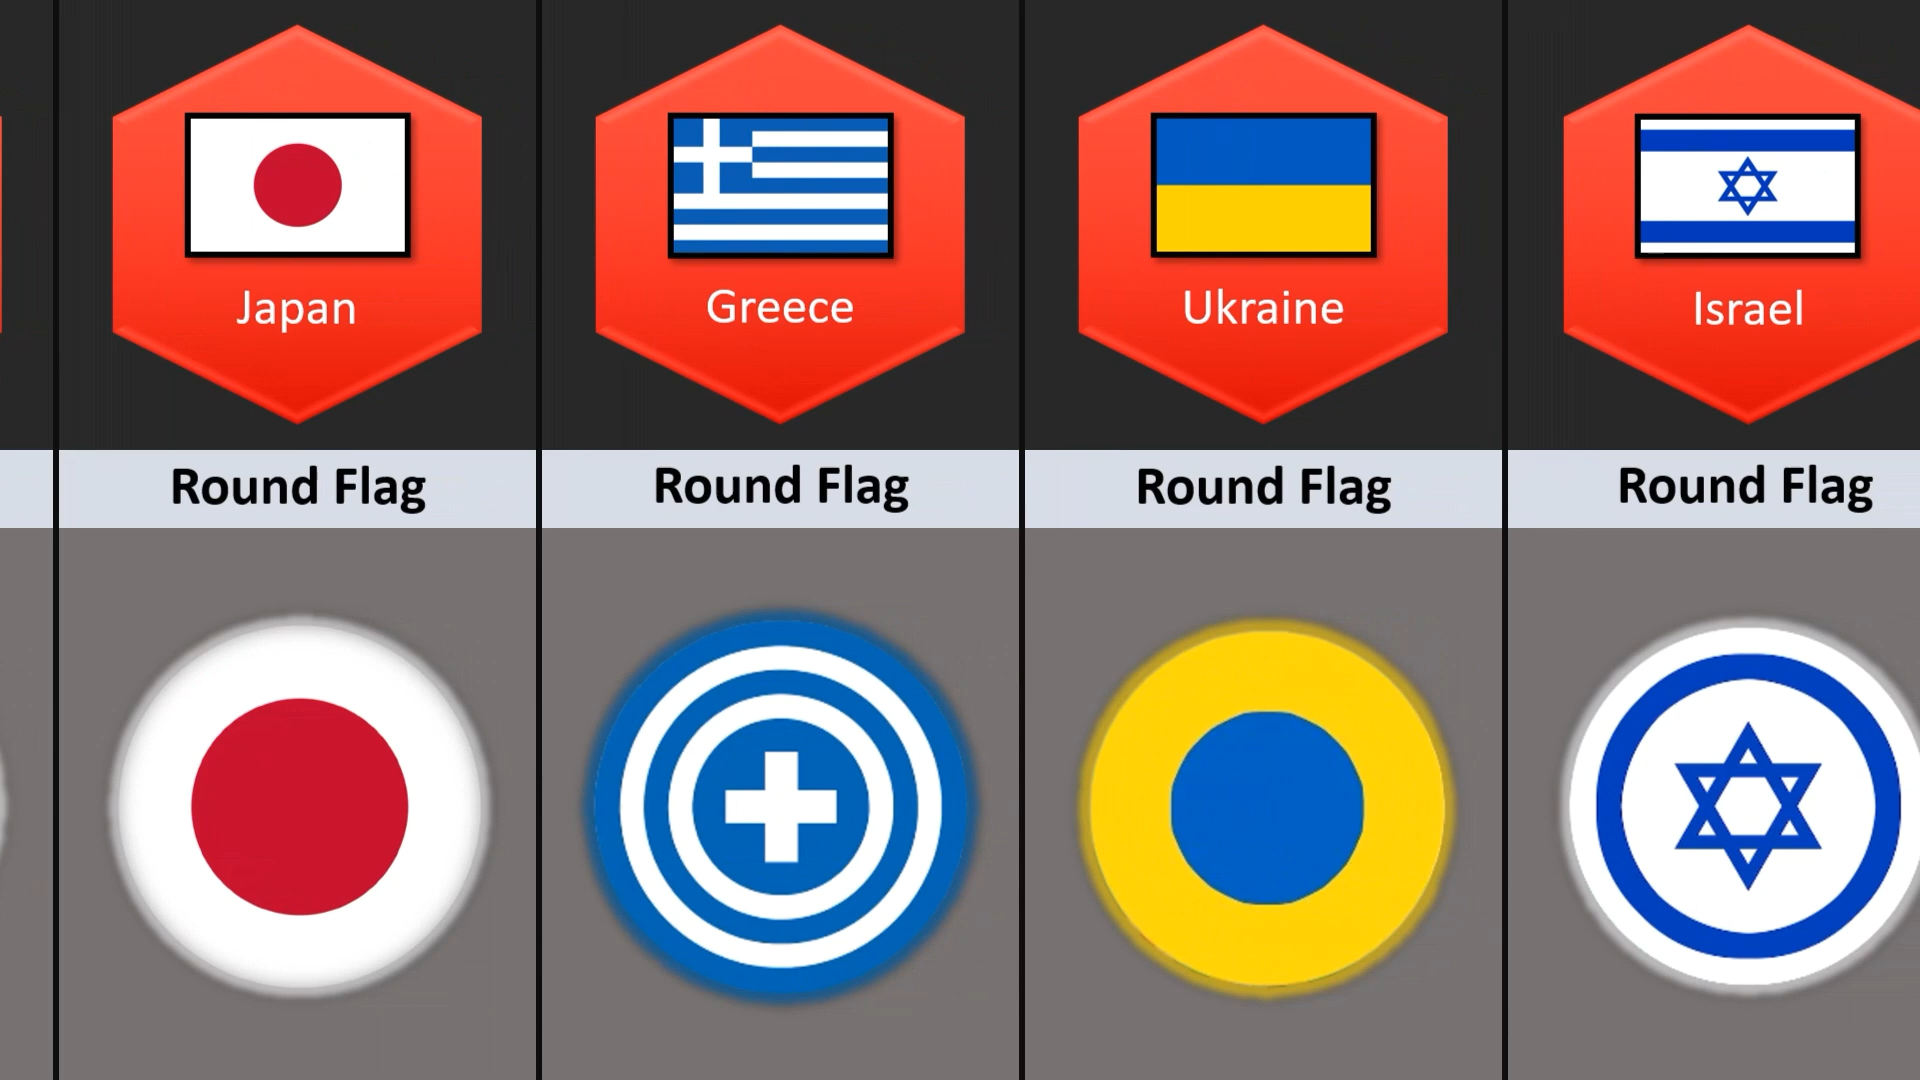 Japan
Greece
Ukraine
Israel
Round Flag
Round Flag
Round Flag
Round Flag